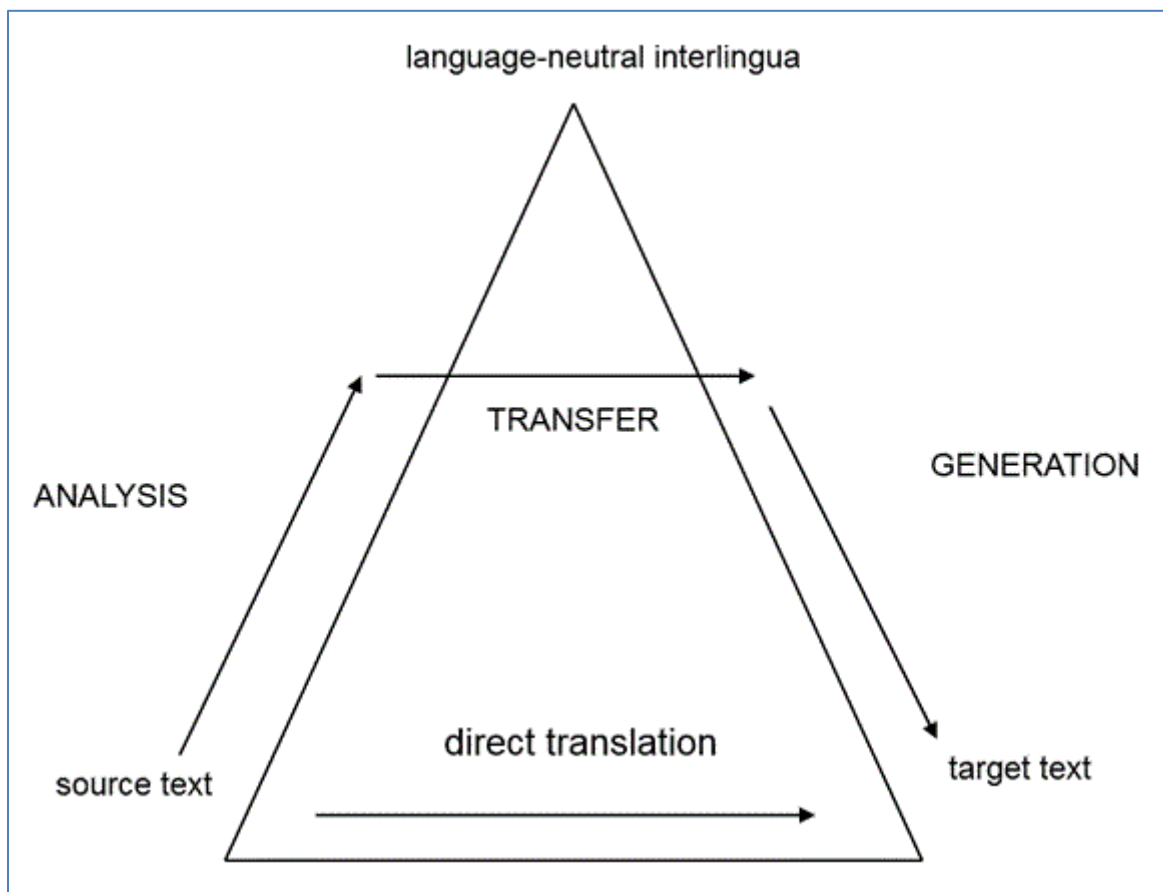 language-neutral interlingua
TRANSFER
ANALYSIS
GENERATION
direct translation
source text
target text